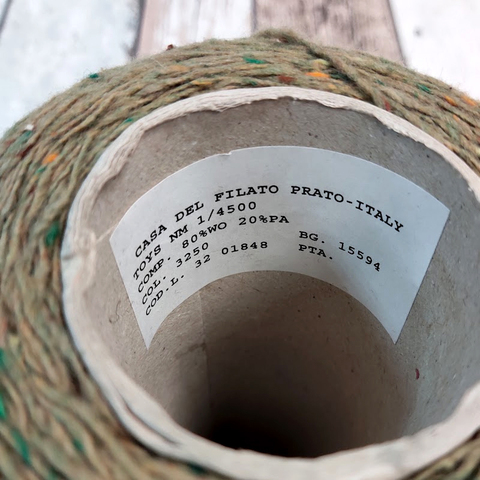 CASA DEL FILATO PRATO-ITALY
TOYS NM 1/4500
COMP. 80%WO 20%PA
COL. 3250 BG. 15594
COD.L. 32 01848 PTA.